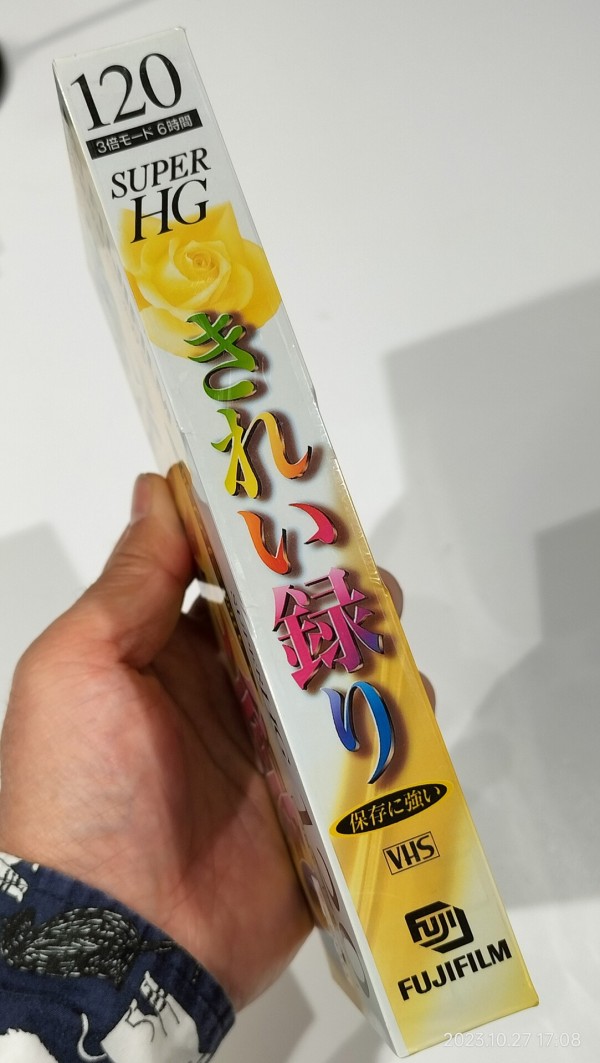 120
3倍モード 6時間
SUPER
HG
きれい録り
保存に強い
VHS
FUJI
FUJIFILM
2023.10.27 17:08